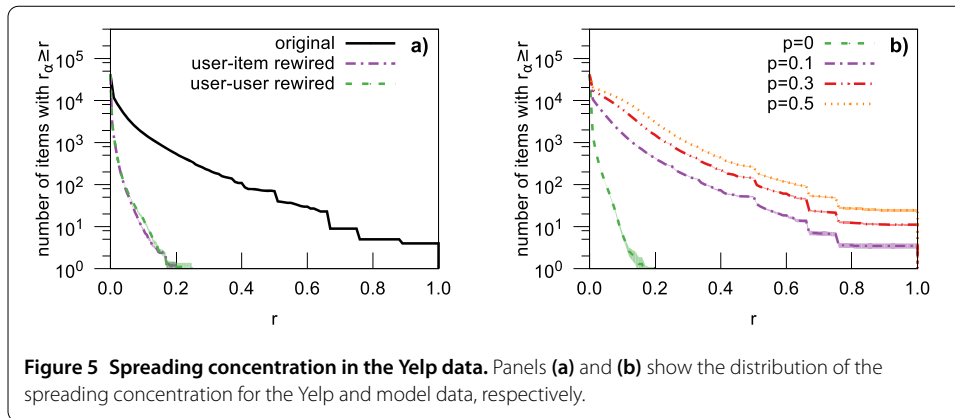 number of items with r_α≥r
10^5
10^4
10^3
10^2
10^1
10^0
original
user-item rewired
user-user rewired
a)
0.0 0.2 0.4 0.6 0.8 1.0
r
number of items with r_α≥r
10^5
10^4
10^3
10^2
10^1
10^0
p=0
p=0.1
p=0.3
p=0.5
b)
0.0 0.2 0.4 0.6 0.8 1.0
r
Figure 5 Spreading concentration in the Yelp data. Panels (a) and (b) show the distribution of the
spreading concentration for the Yelp and model data, respectively.